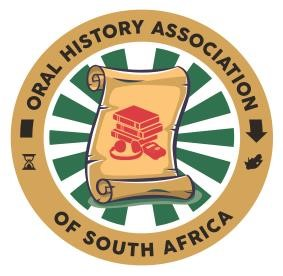 ORAL HISTORY ASSOCIATION
OF SOUTH AFRICA